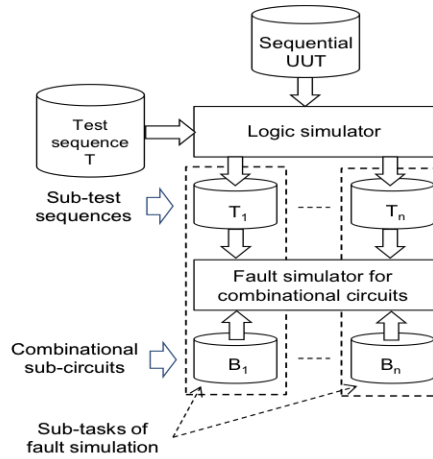 Sequential
UUT
Test
sequence
T
Logic simulator
Sub-test
sequences
T1
Tn
Fault simulator for
combinational circuits
Combinational
sub-circuits
B1
Bn
Sub-tasks of
fault simulation